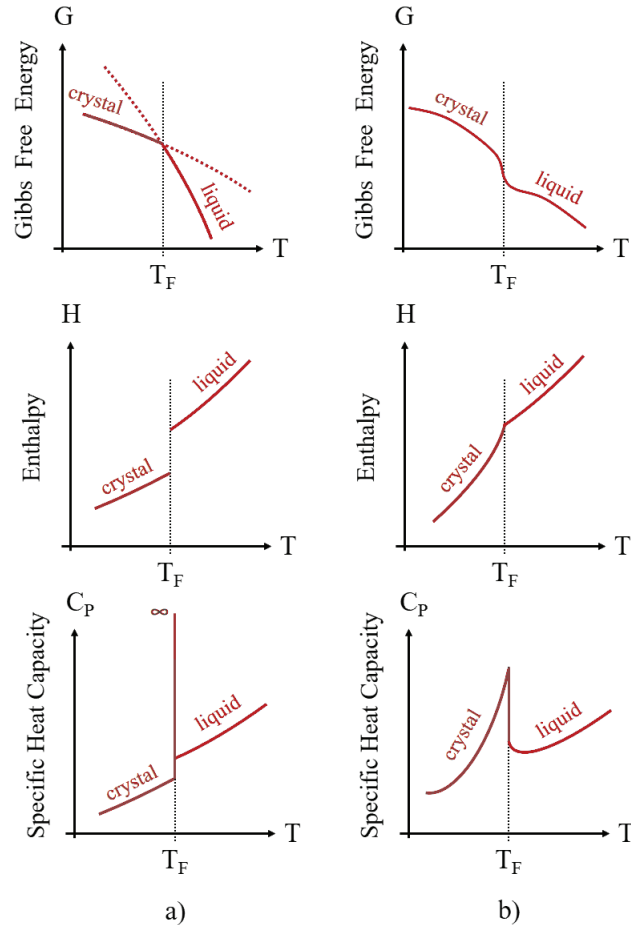 G
Gibbs Free Energy
crystal
liquid
T
T_F
G
Gibbs Free Energy
crystal
liquid
T
T_F
H
Enthalpy
crystal
liquid
T
T_F
H
Enthalpy
crystal
liquid
T
T_F
C_P
Specific Heat Capacity
∞
crystal
liquid
T
T_F
C_P
Specific Heat Capacity
crystal
liquid
T
T_F
a)
b)